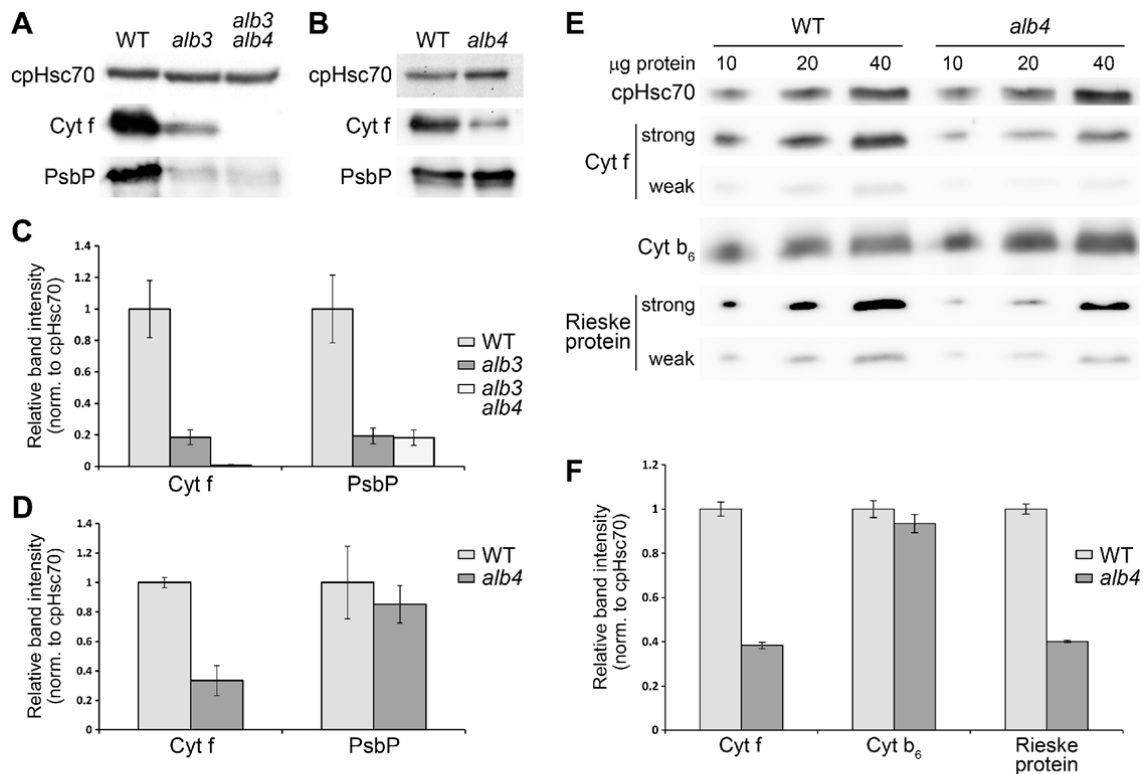 A
WT alb3 alb3 alb4
cpHsc70
Cyt f
PsbP
B
WT alb4
cpHsc70
Cyt f
PsbP
C
Relative band intensity
(norm. to cpHsc70)
1.4
1.2
1
0.8
0.6
0.4
0.2
0
Cyt f PsbP
WT
alb3
alb3
alb4
D
Relative band intensity
(norm. to cpHsc70)
1.4
1.2
1
0.8
0.6
0.4
0.2
0
Cyt f PsbP
WT
alb4
E
WT alb4
μg protein 10 20 40 10 20 40
cpHsc70
Cyt f
strong
weak
Cyt b6
Rieske
protein
strong
weak
F
Relative band intensity
(norm. to cpHsc70)
1.2
1
0.8
0.6
0.4
0.2
0
Cyt f Cyt b6 Rieske
protein
WT
alb4